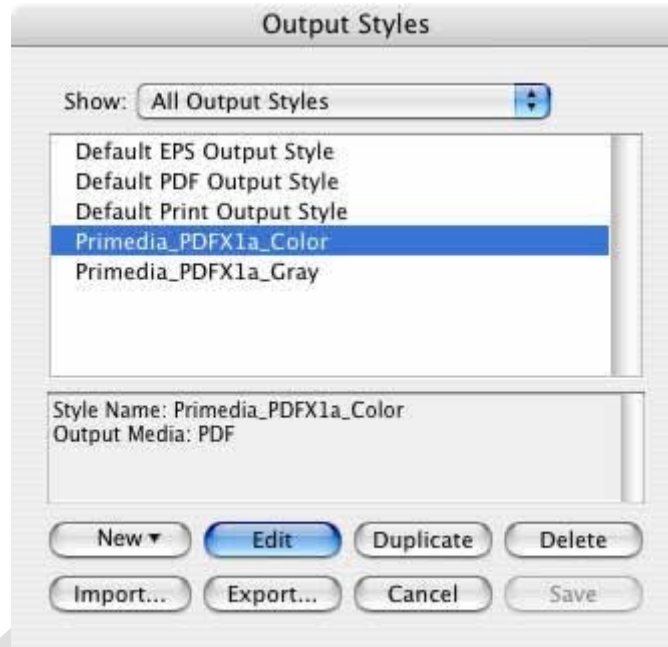 Output Styles
Show: All Output Styles
Default EPS Output Style
Default PDF Output Style
Default Print Output Style
Primedia_PDFX1a_Color
Primedia_PDFX1a_Gray
Style Name: Primedia_PDFX1a_Color
Output Media: PDF
New ▾ Edit Duplicate Delete
Import... Export... Cancel Save